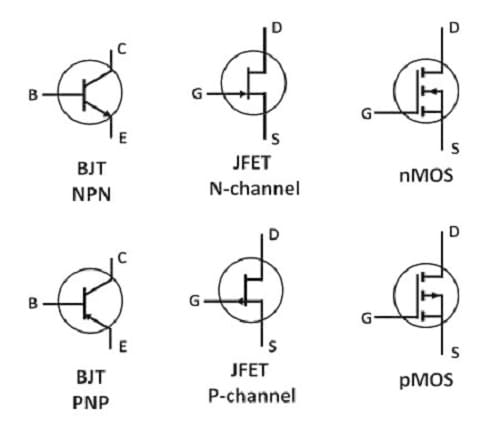 C
B
E
BJT
NPN
D
G
S
JFET
N-channel
D
G
S
nMOS
C
B
E
BJT
PNP
D
G
S
JFET
P-channel
D
G
S
pMOS